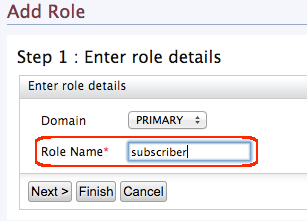 Add Role
Step 1 : Enter role details
Enter role details
Domain PRIMARY
Role Name* subscriber
Next > Finish Cancel